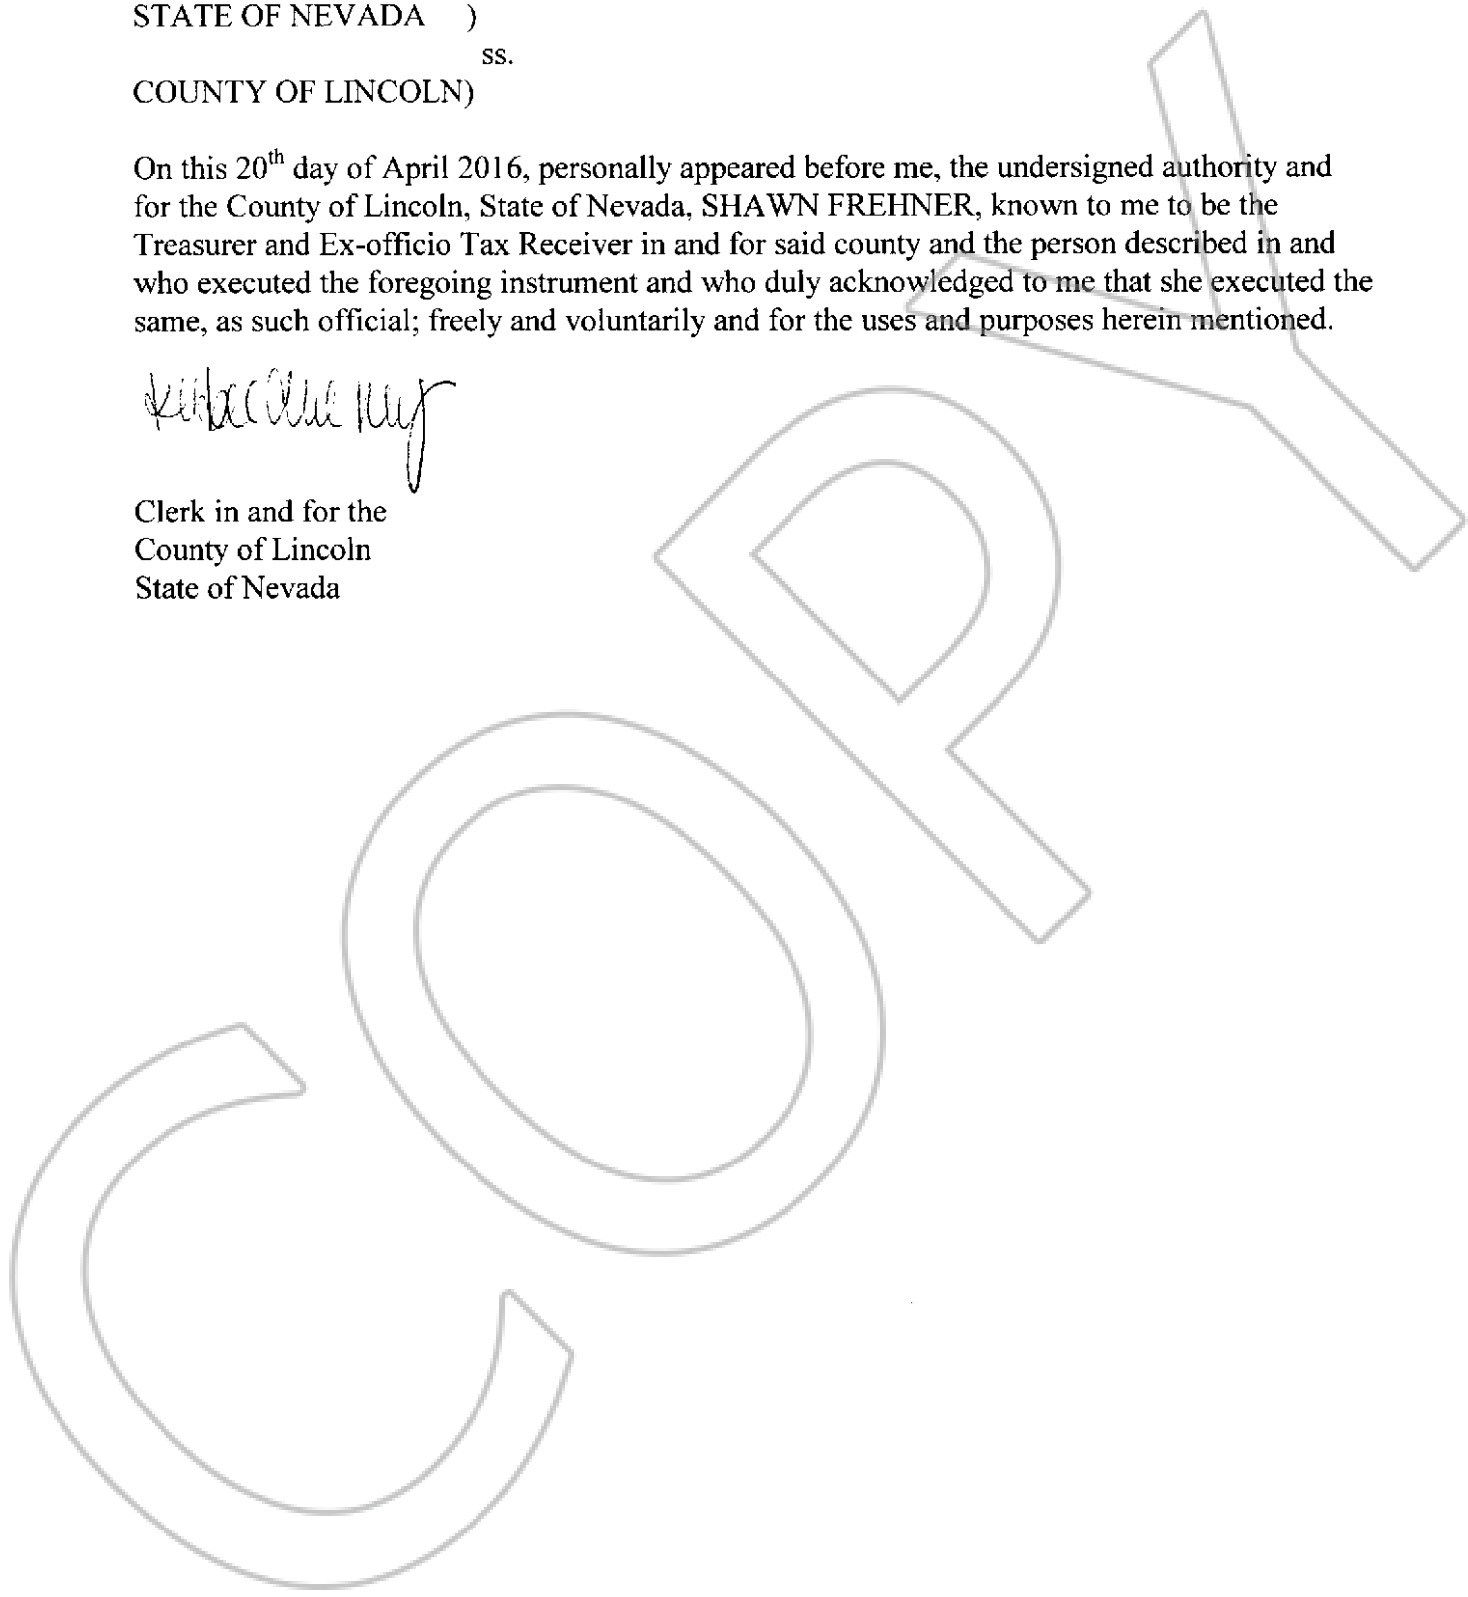 STATE OF NEVADA )
ss.
COUNTY OF LINCOLN)
On this 20th day of April 2016, personally appeared before me, the undersigned authority and
for the County of Lincoln, State of Nevada, SHAWN FREHNER, known to me to be the
Treasurer and Ex-officio Tax Receiver in and for said county and the person described in and
who executed the foregoing instrument and who duly acknowledged to me that she executed the
same, as such official; freely and voluntarily and for the uses and purposes herein mentioned.
Clerk in and for the
County of Lincoln
State of Nevada
COPY